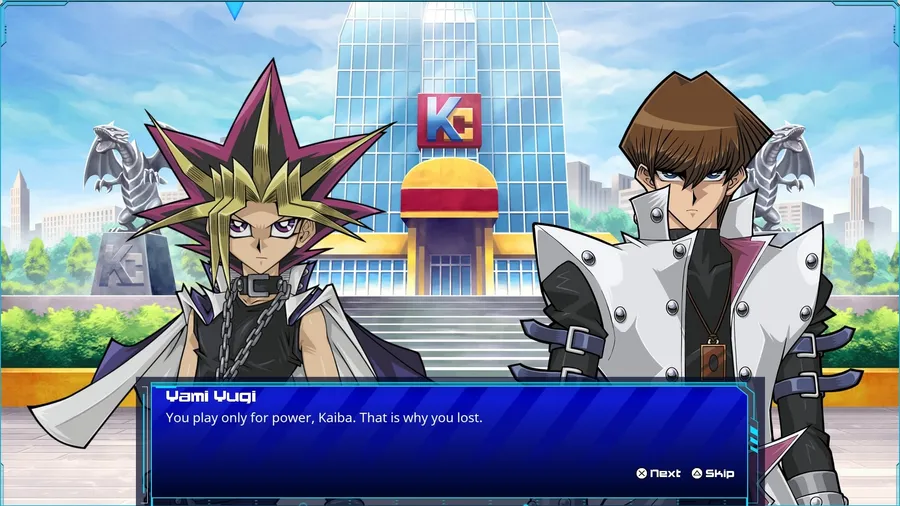 KC
KC
Yami Yugi
You play only for power, Kaiba. That is why you lost.
Next Skip